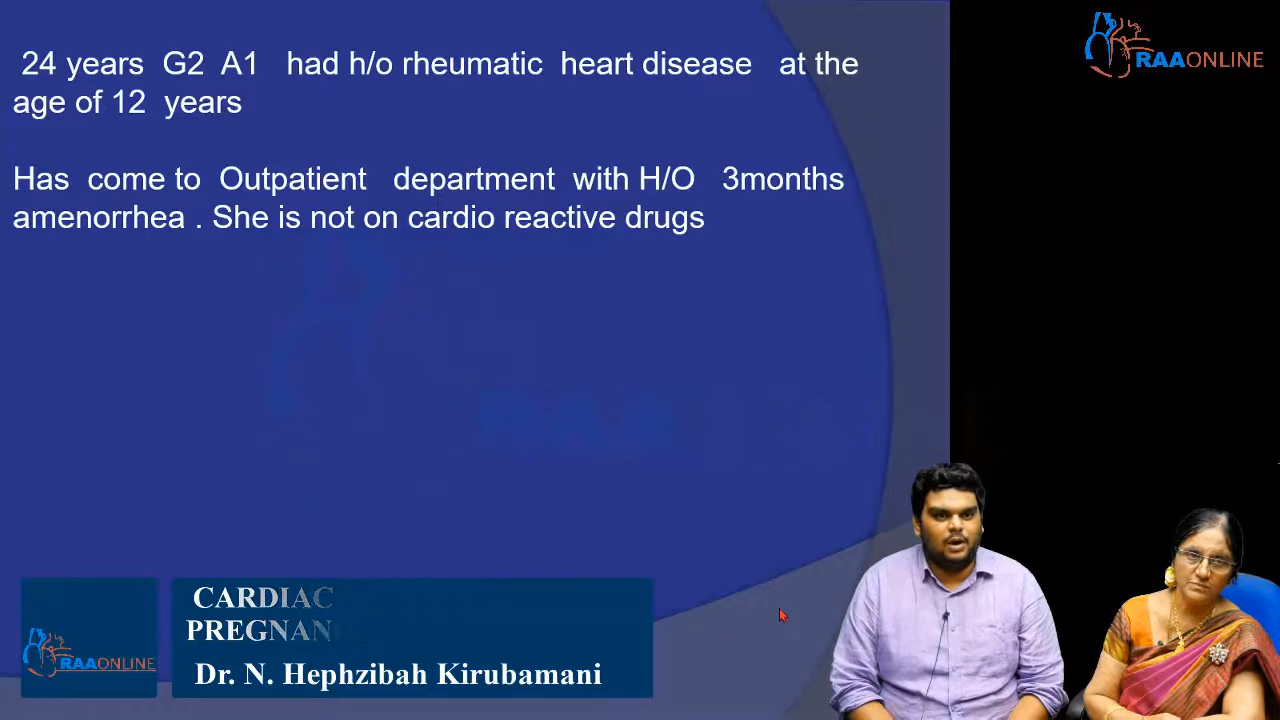 24 years G2 A1 had h/o rheumatic heart disease at the
age of 12 years
Has come to Outpatient department with H/O 3months
amenorrhea . She is not on cardio reactive drugs
RAAONLINE
CARDIAC
PREGNAN
Dr. N. Hephzibah Kirubamani
RAAONLINE